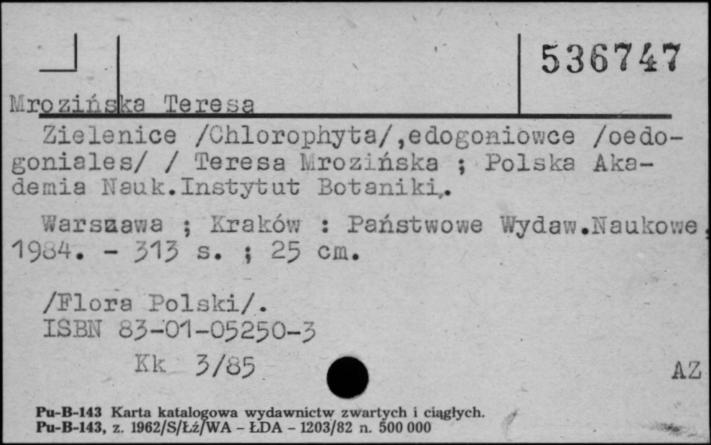 536747
Mrozińska Teresa
Zielenice /Chlorophyta/,edogoniowce /oedo-
goniales/ / Teresa Mrozińska ; Polska Aka-
demia Nauk.Instytut Botaniki.
Warszawa ; Kraków : Państwowe Wydaw.Naukowe,
1984. - 313 s. ; 25 cm.
/Flora Polski/.
ISBN 83-01-05250-3
Kk 3/85
AZ
Pu-B-143 Karta katalogowa wydawnictw zwartych i ciągłych.
Pu-B-143, z. 1962/S/Łź/WA – ŁDA – 1203/82 n. 500 000